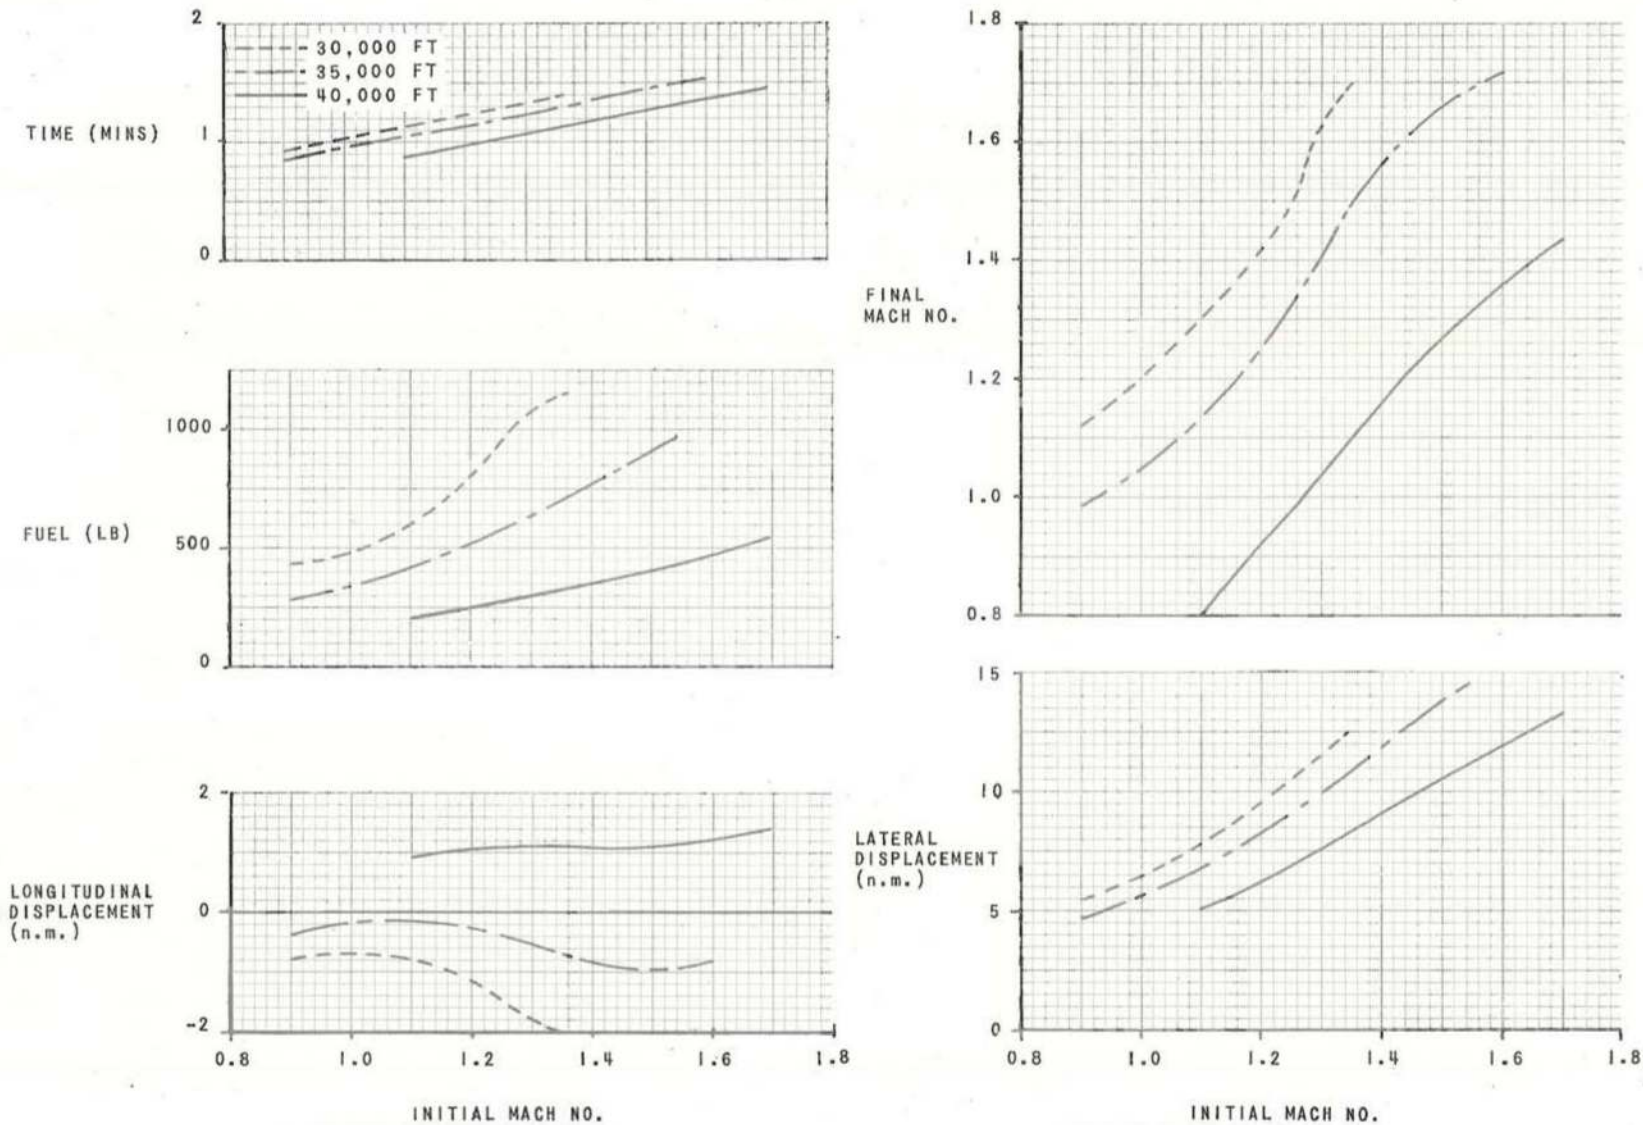 2
30,000 FT
35,000 FT
40,000 FT
TIME (MINS)
1
0
1000
FUEL (LB)
500
0
2
LONGITUDINAL
DISPLACEMENT
(n.m.)
0
-2
0.8 1.0 1.2 1.4 1.6 1.8
INITIAL MACH NO.
1.8
1.6
1.4
FINAL
MACH NO.
1.2
1.0
0.8
15
10
LATERAL
DISPLACEMENT
(n.m.)
5
0
0.8 1.0 1.2 1.4 1.6 1.8
INITIAL MACH NO.